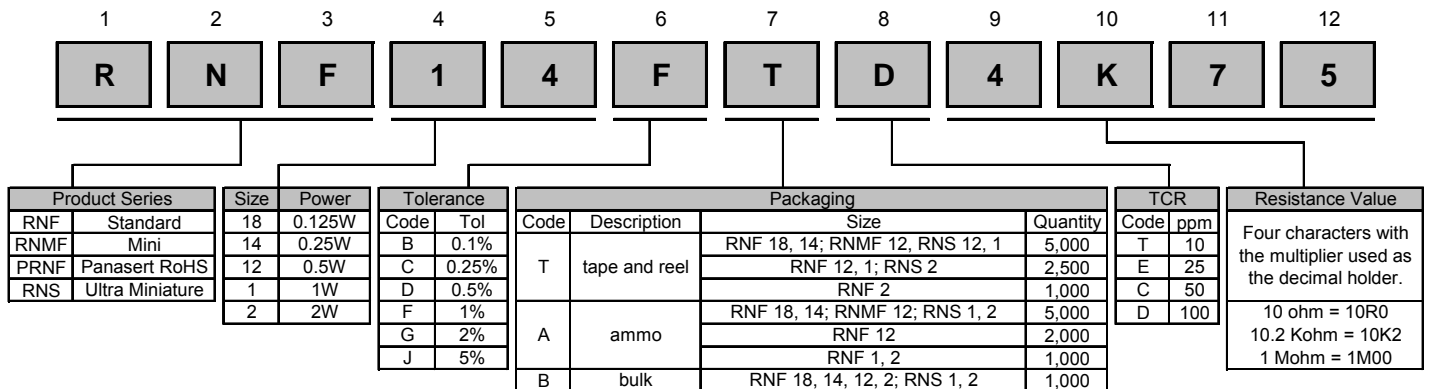 1 2 3 4 5 6 7 8 9 10 11 12
R N F 1 4 F T D 4 K 7 5
Product Series
RNF Standard
RNMF Mini
PRNF Panasert RoHS
RNS Ultra Miniature
Size Power
18 0.125W
14 0.25W
12 0.5W
1 1W
2 2W
Tolerance
Code Tol
B 0.1%
C 0.25%
D 0.5%
F 1%
G 2%
J 5%
Packaging
Code Description Size Quantity
T tape and reel
RNF 18, 14; RNMF 12, RNS 12, 1 5,000
RNF 12, 1; RNS 2 2,500
RNF 2 1,000
A ammo
RNF 18, 14; RNMF 12; RNS 1, 2 5,000
RNF 12 2,000
RNF 1, 2 1,000
B bulk RNF 18, 14, 12, 2; RNS 1, 2 1,000
TCR
Code ppm
T 10
E 25
C 50
D 100
Resistance Value
Four characters with
the multiplier used as
the decimal holder.
10 ohm = 10R0
10.2 Kohm = 10K2
1 Mohm = 1M00